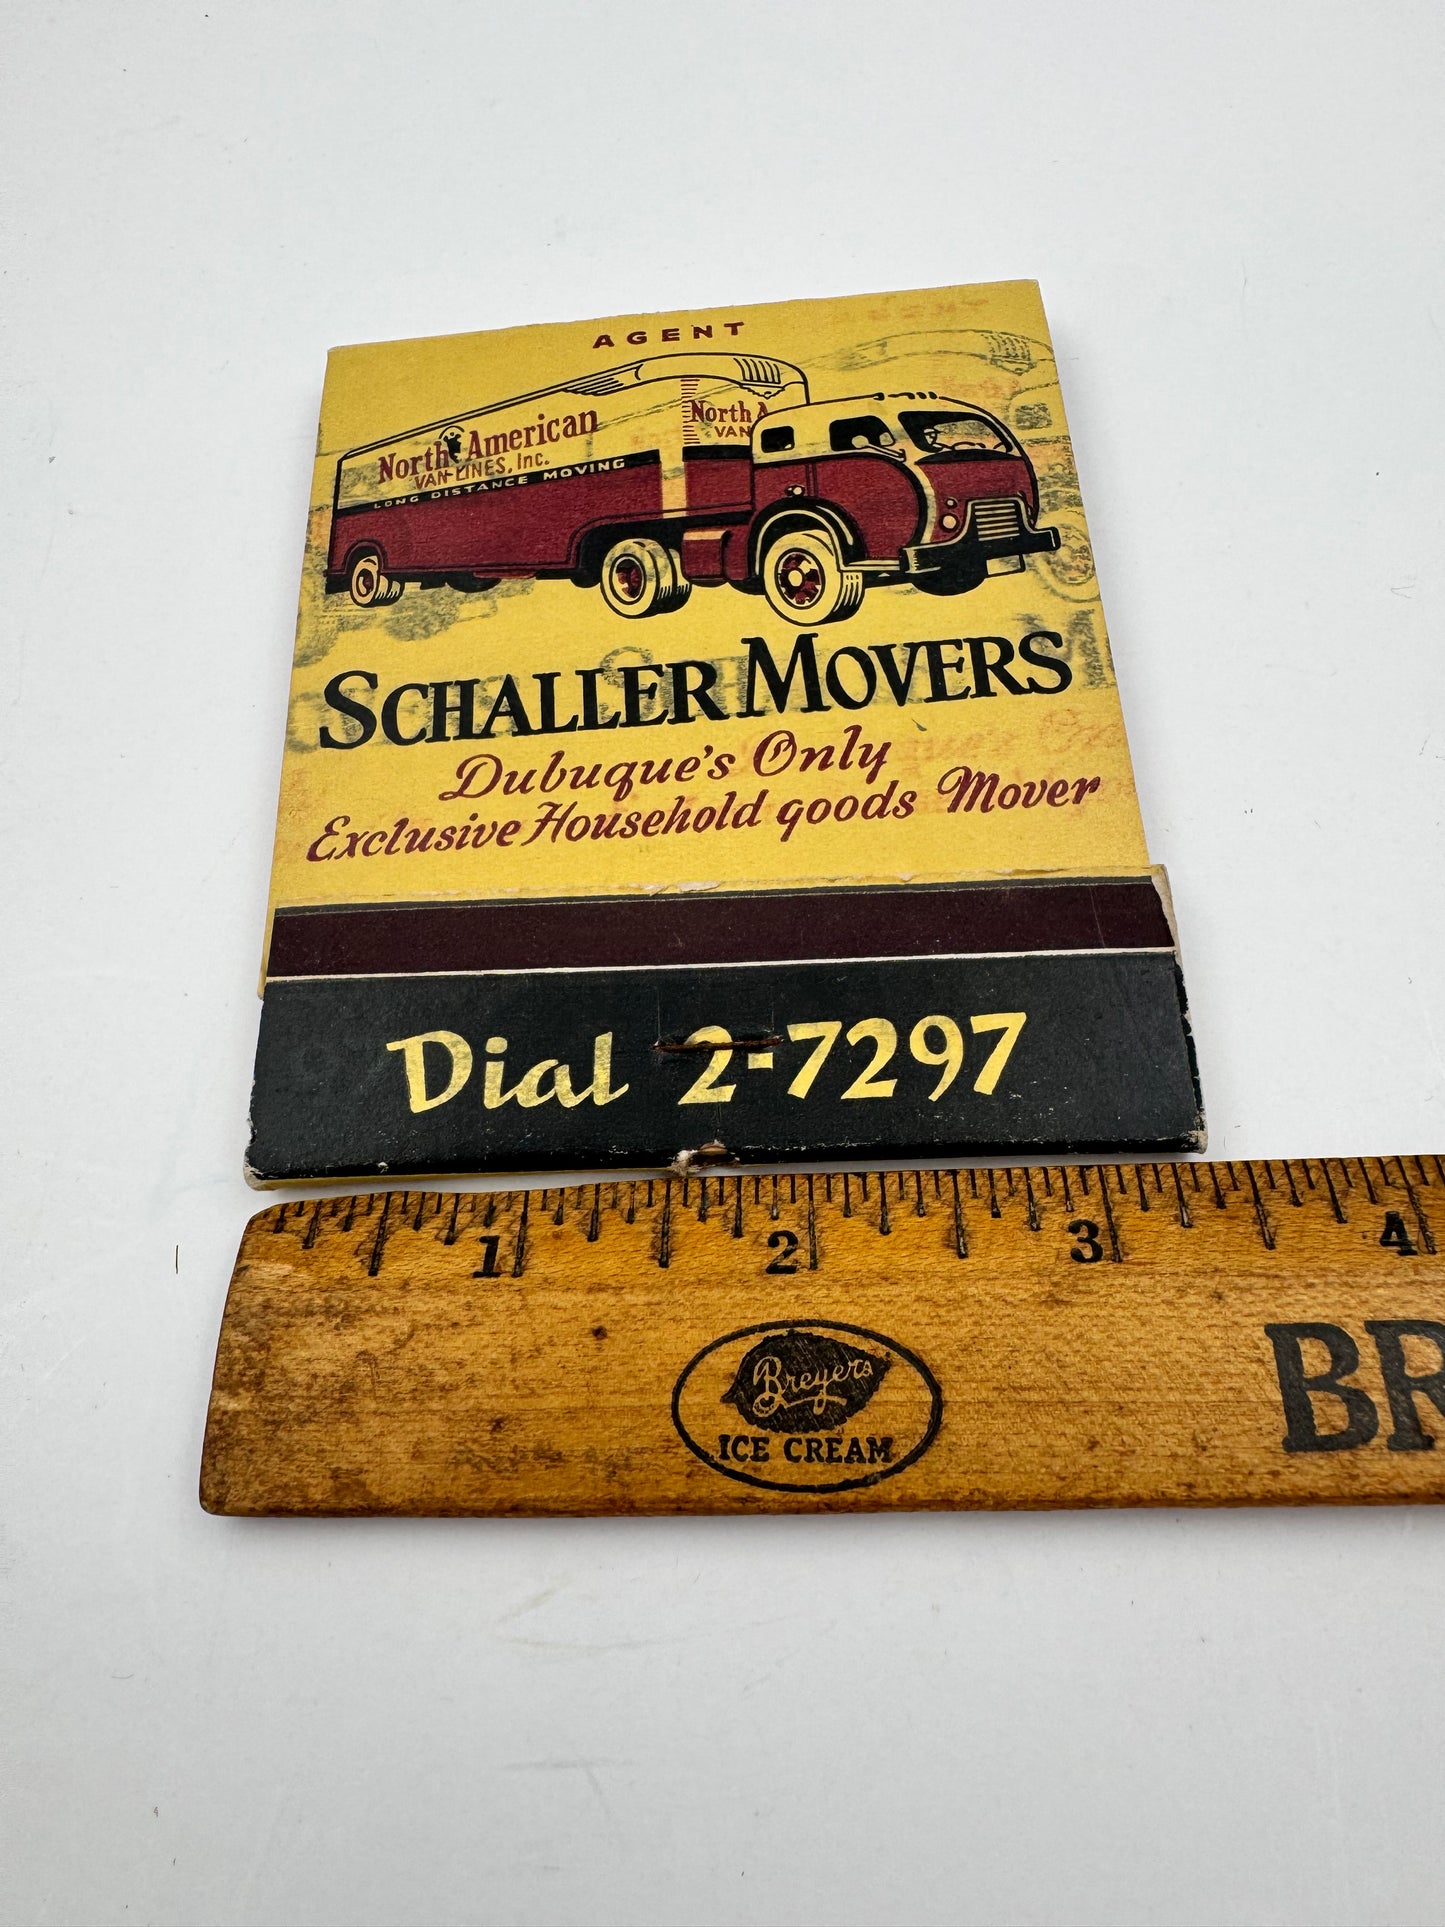 AGENT
North American
VAN LINES, Inc.
LONG DISTANCE MOVING
North A
VAN
SCHALLER MOVERS
Dubuque's Only
Exclusive Household goods Mover
Dial 2-7297
1 2 3 4
Breyers
ICE CREAM
BR